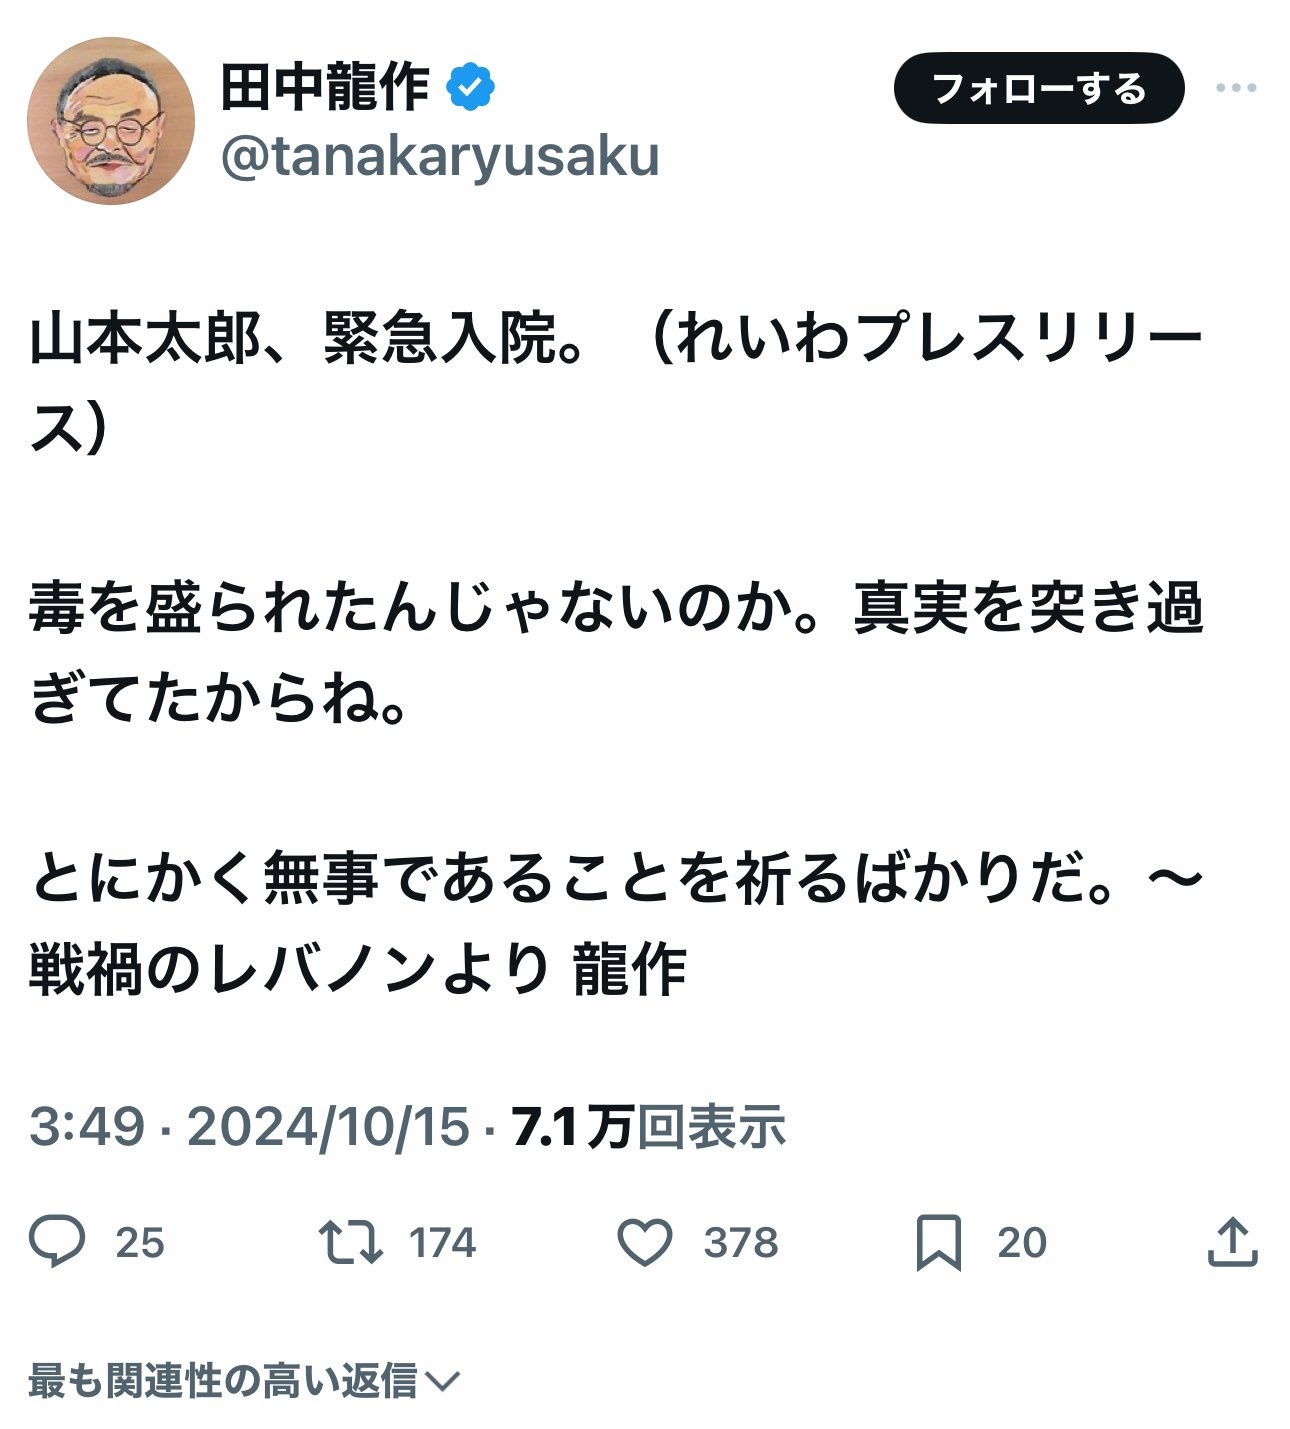 田中龍作
@tanakaryusaku
フォローする
山本太郎、緊急入院。（れいわプレスリリー
ス）
毒を盛られたんじゃないのか。真実を突き過
ぎてたからね。
とにかく無事であることを祈るばかりだ。〜
戦禍のレバノンより 龍作
3:49 · 2024/10/15 · 7.1万回表示
25 174 378 20
最も関連性の高い返信